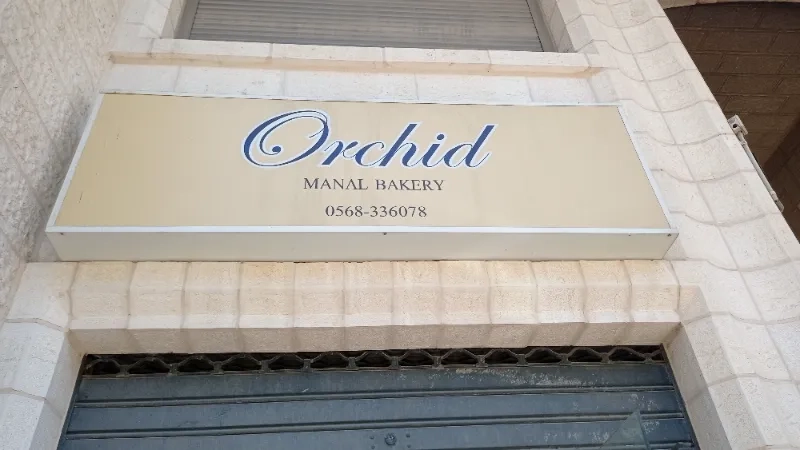 Orchid
MANAL BAKERY
0568-336078